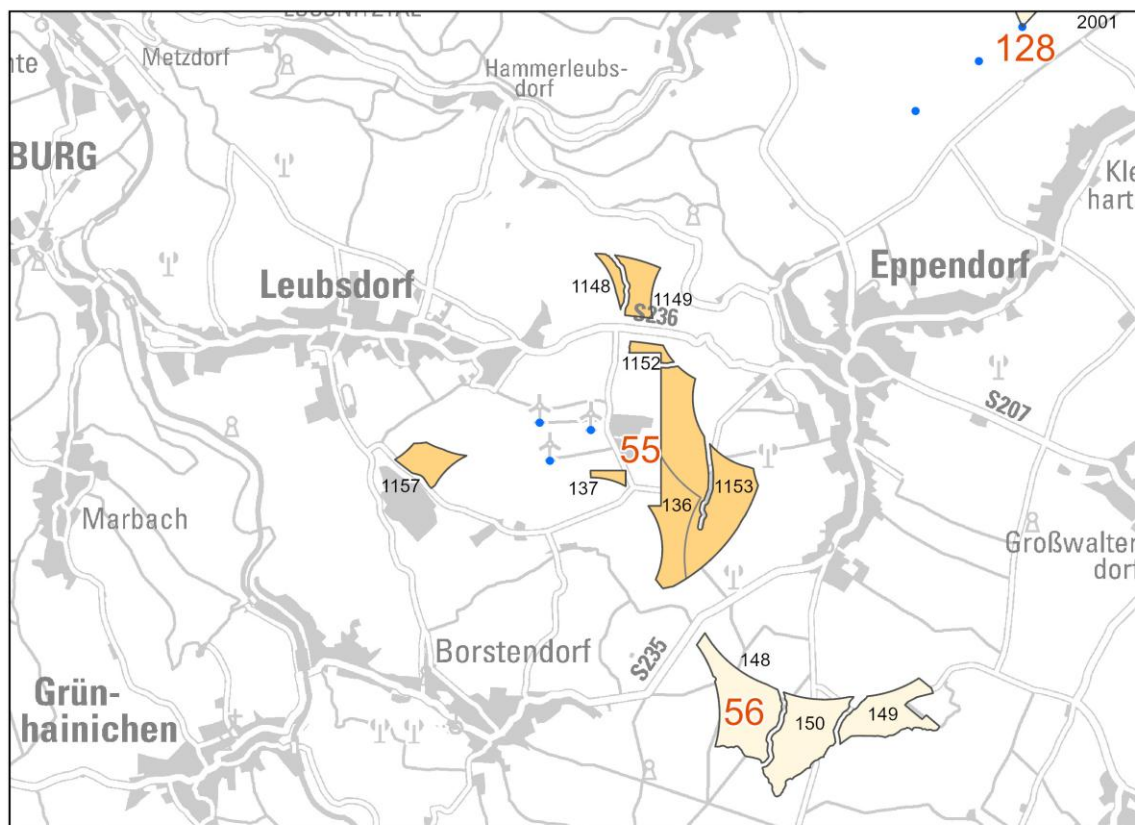 2001
128
Metzdorf
Hammerleubs-
dorf
BURG
Eppendorf
Leubsdorf
1148
1149
S236
1152
S207
55
1157
137
136
1153
Marbach
Großwalter
dorf
Borstendorf
S235
148
Grün-
hainichen
56
150
149